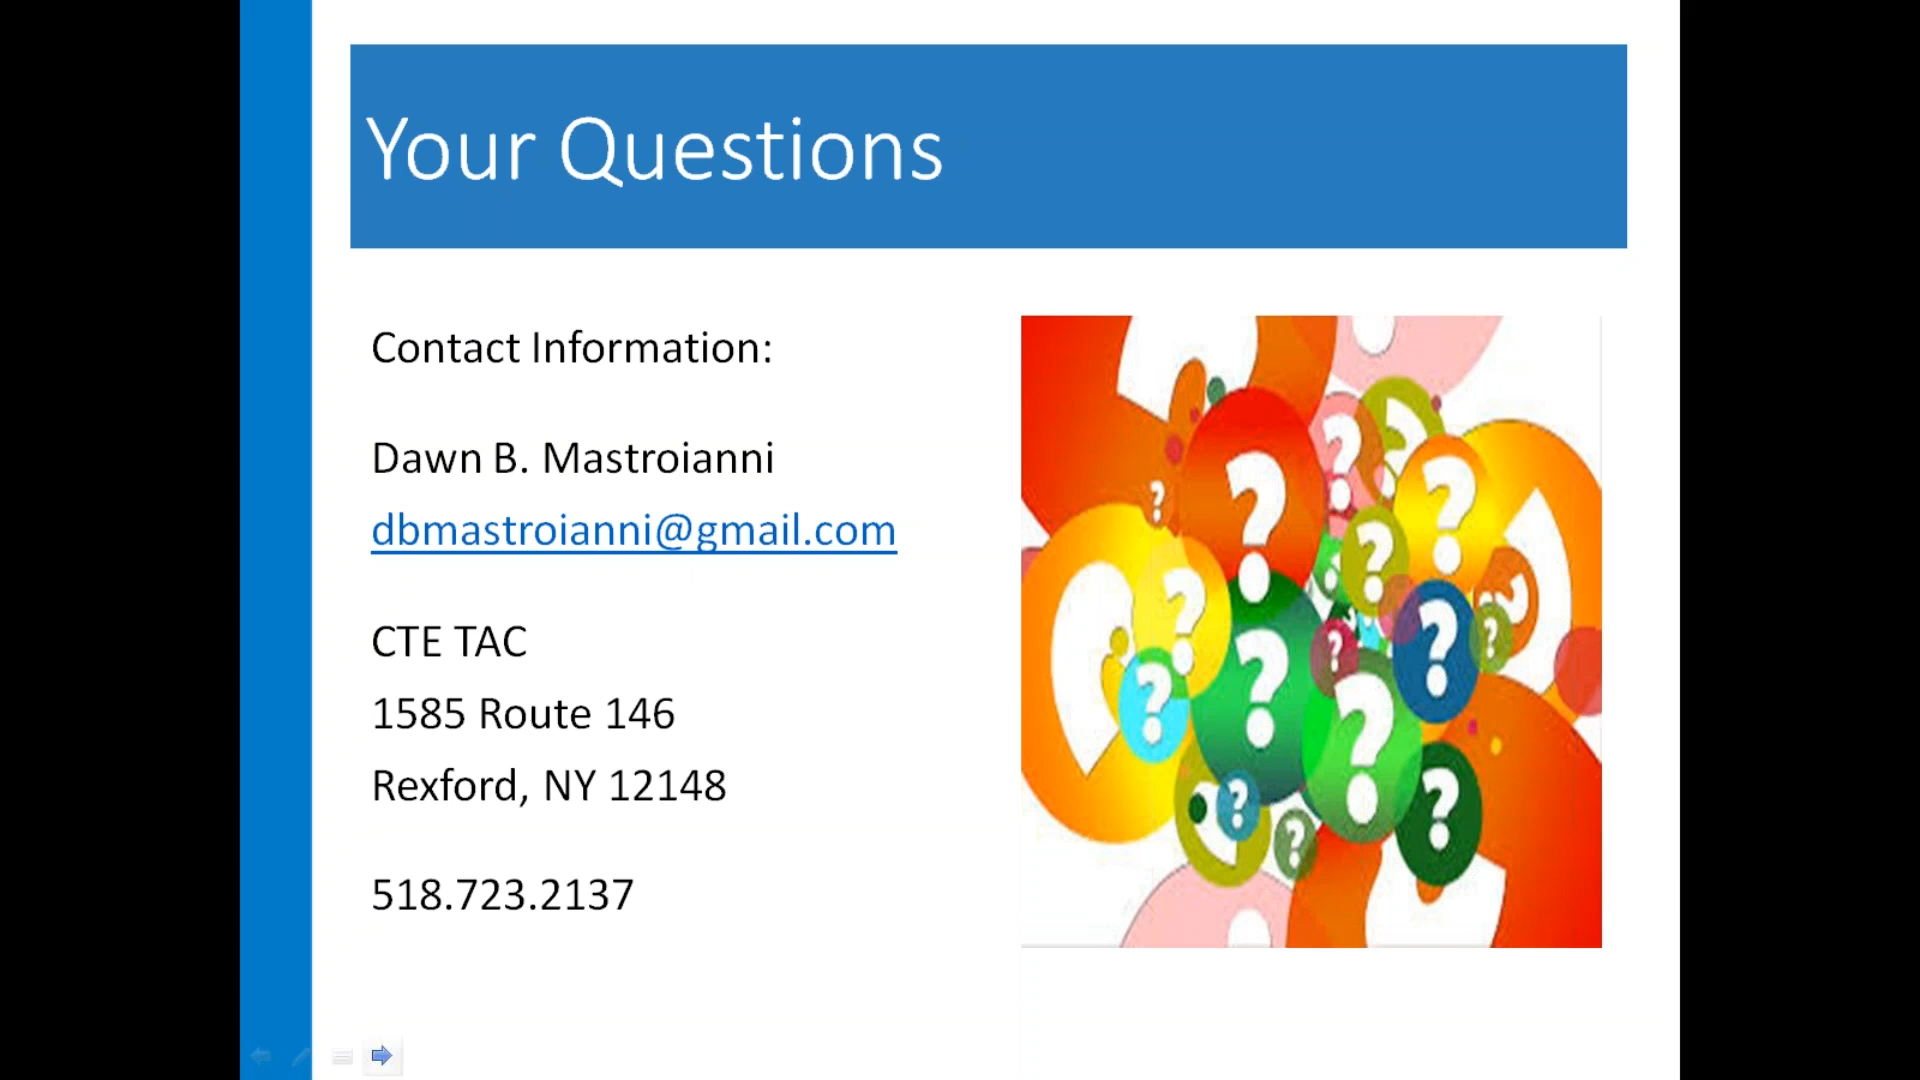 Your Questions
Contact Information:
Dawn B. Mastroianni
dbmastroianni@gmail.com
CTE TAC
1585 Route 146
Rexford, NY 12148
518.723.2137